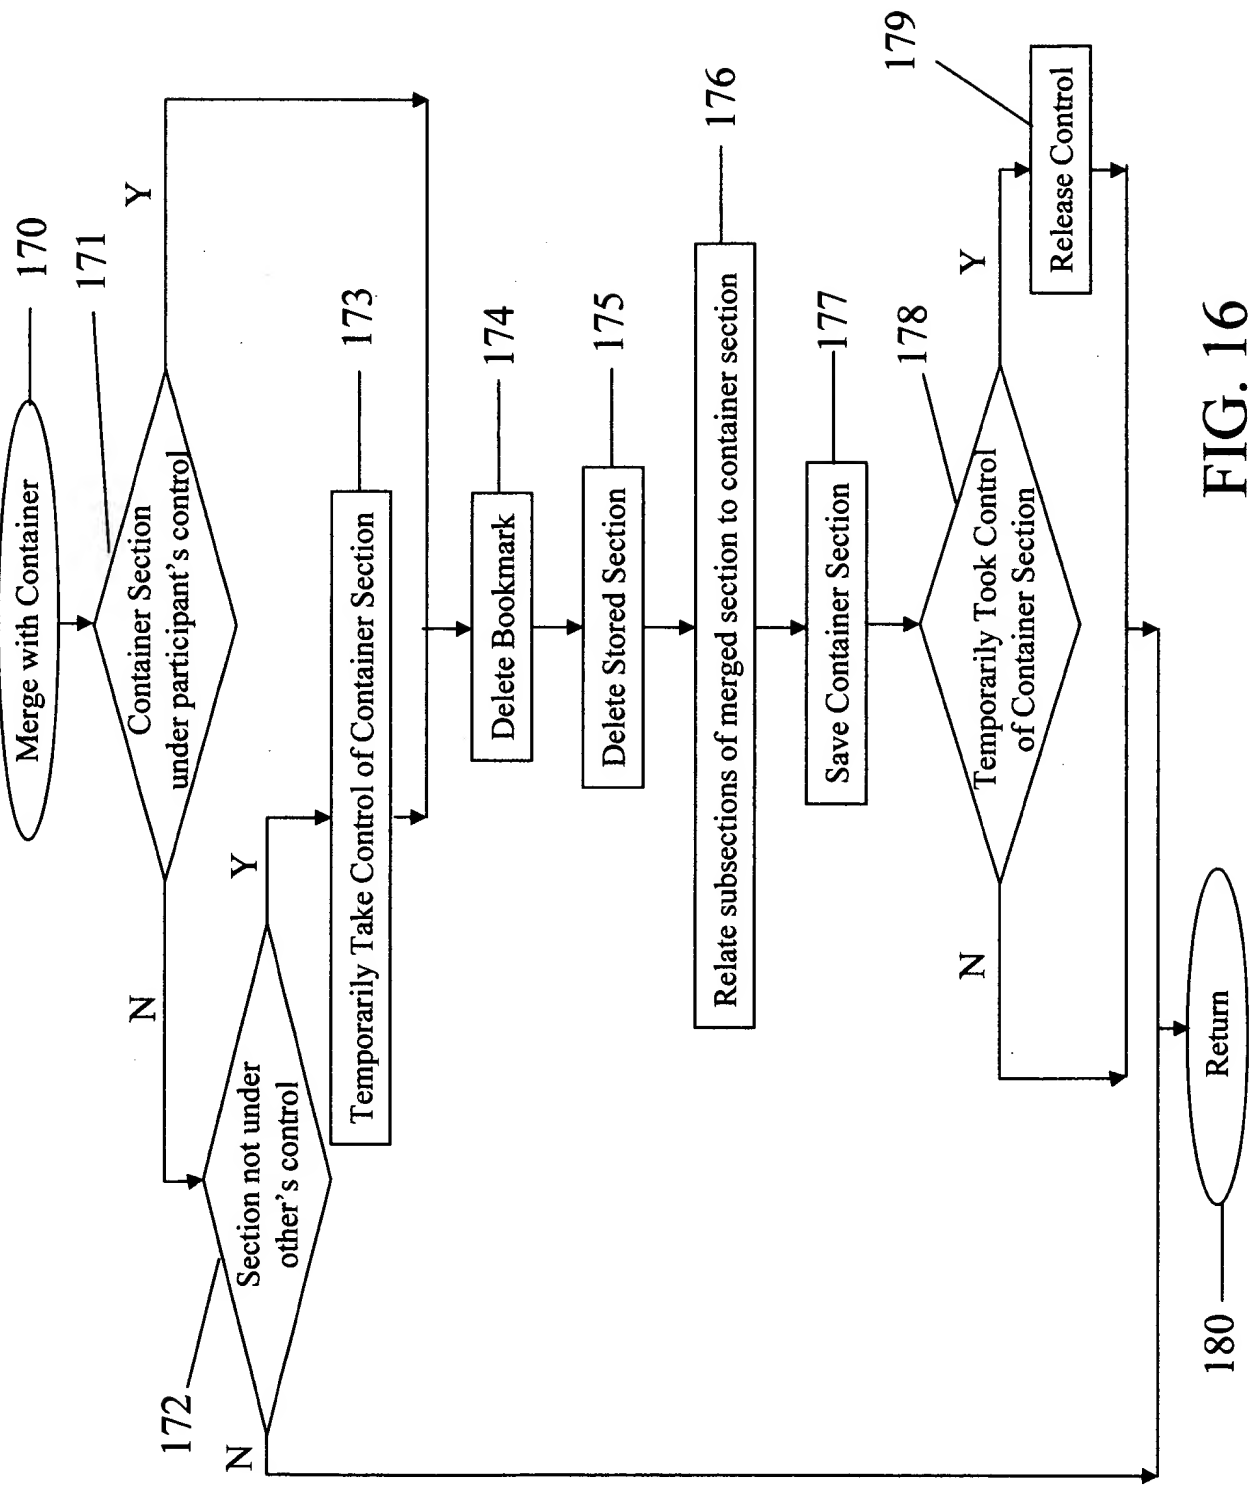 Merge with Container
170
171
Container Section
under participant's control
Y
N
172
Section not under
other's control
Y
N
173
Temporarily Take Control of Container Section
174
Delete Bookmark
175
Delete Stored Section
176
Relate subsections of merged section to container section
177
Save Container Section
178
Temporarily Took Control
of Container Section
Y
N
179
Release Control
180
Return
FIG. 16